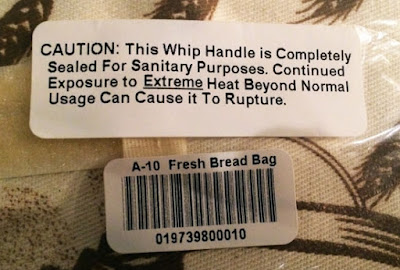 CAUTION: This Whip Handle is Completely
Sealed For Sanitary Purposes. Continued
Exposure to Extreme Heat Beyond Normal
Usage Can Cause it To Rupture.
A-10 Fresh Bread Bag
019739800010